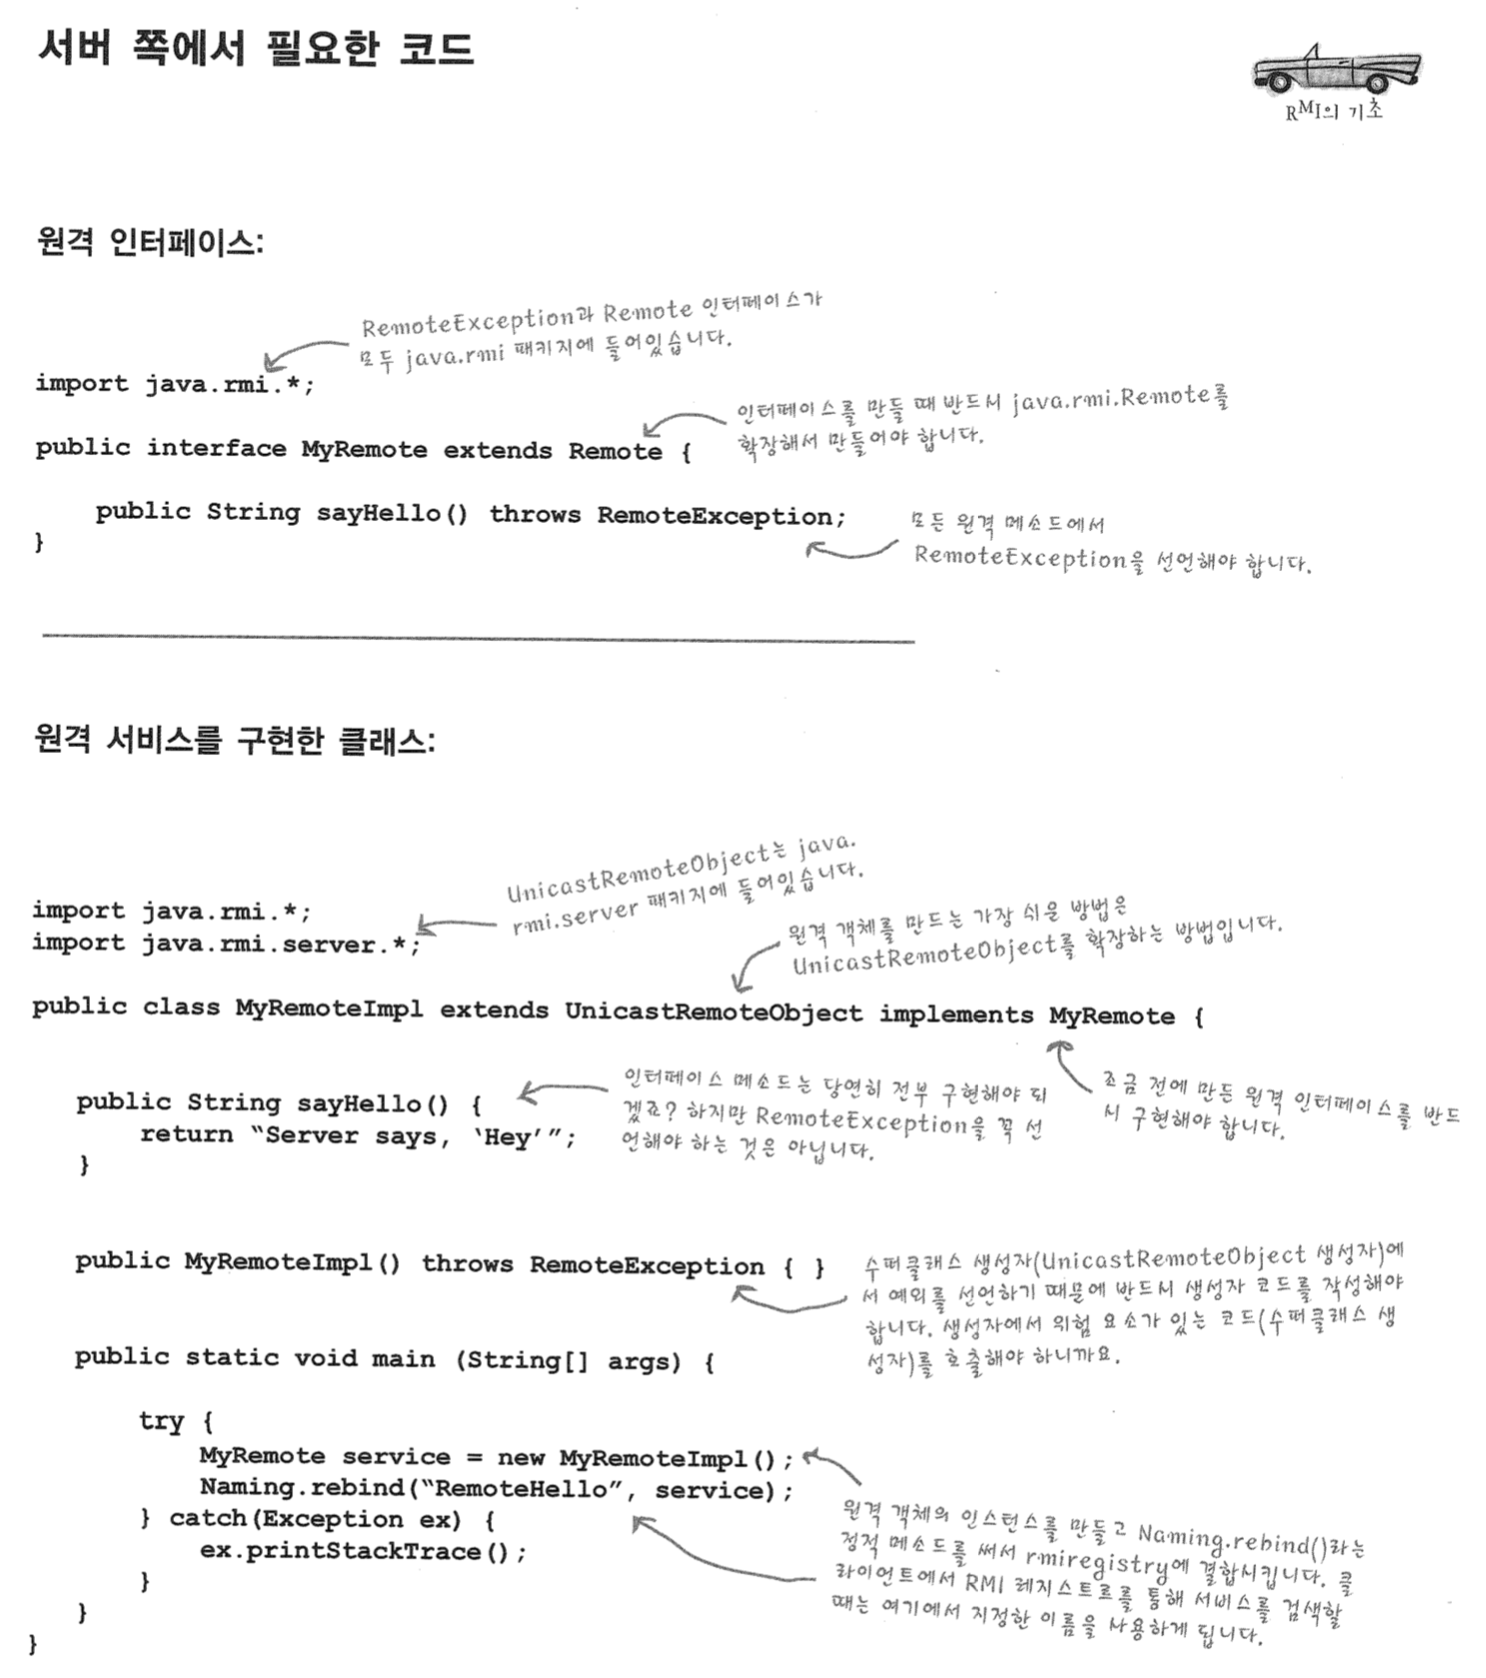 서버 쪽에서 필요한 코드
RMI의 기초
원격 인터페이스:
RemoteException과 Remote 인터페이스가
모두 java.rmi 패키지에 들어있습니다.
import java.rmi.*;
인터페이스를 만들 때 반드시 java.rmi.Remote를
확장해서 만들어야 합니다.
public interface MyRemote extends Remote {
public String sayHello() throws RemoteException;
}
모든 원격 메소드에서
RemoteException을 선언해야 합니다.
원격 서비스를 구현한 클래스:
UnicastRemoteObject는 java.
rmi.server 패키지에 들어있습니다.
import java.rmi.*;
import java.rmi.server.*;
원격 객체를 만드는 가장 쉬운 방법은
UnicastRemoteObject를 확장하는 방법입니다.
public class MyRemoteImpl extends UnicastRemoteObject implements MyRemote {
조금 전에 만든 원격 인터페이스를 반드
시 구현해야 합니다.
public String sayHello() {
return “Server says, ‘Hey’”;
}
인터페이스 메소드는 당연히 전부 구현해야 되
겠죠? 하지만 RemoteException을 꼭 선
언해야 하는 것은 아닙니다.
public MyRemoteImpl() throws RemoteException { }
수퍼클래스 생성자(UnicastRemoteObject 생성자)에
서 예외를 선언하기 때문에 반드시 생성자 코드를 작성해야
합니다. 생성자에서 위험 요소가 있는 코드(수퍼클래스 생
성자)를 호출해야 하니까요.
public static void main (String[] args) {
try {
MyRemote service = new MyRemoteImpl();
Naming.rebind(“RemoteHello”, service);
} catch(Exception ex) {
ex.printStackTrace();
}
}
}
원격 객체의 인스턴스를 만들고 Naming.rebind()라는
정적 메소드를 써서 rmiregistry에 결합시킵니다. 클
라이언트에서 RMI 레지스트르를 통해 서비스를 검색할
때는 여기에서 지정한 이름을 사용하게 됩니다.